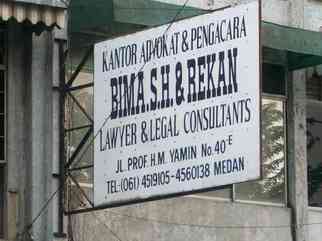 KANTOR ADVOKAT & PENGACARA
BIMA.S.H. & REKAN
LAWYER & LEGAL CONSULTANTS
JL. PROF. H.M. YAMIN No. 40-E
TEL: (061) 4519105-4560138 MEDAN